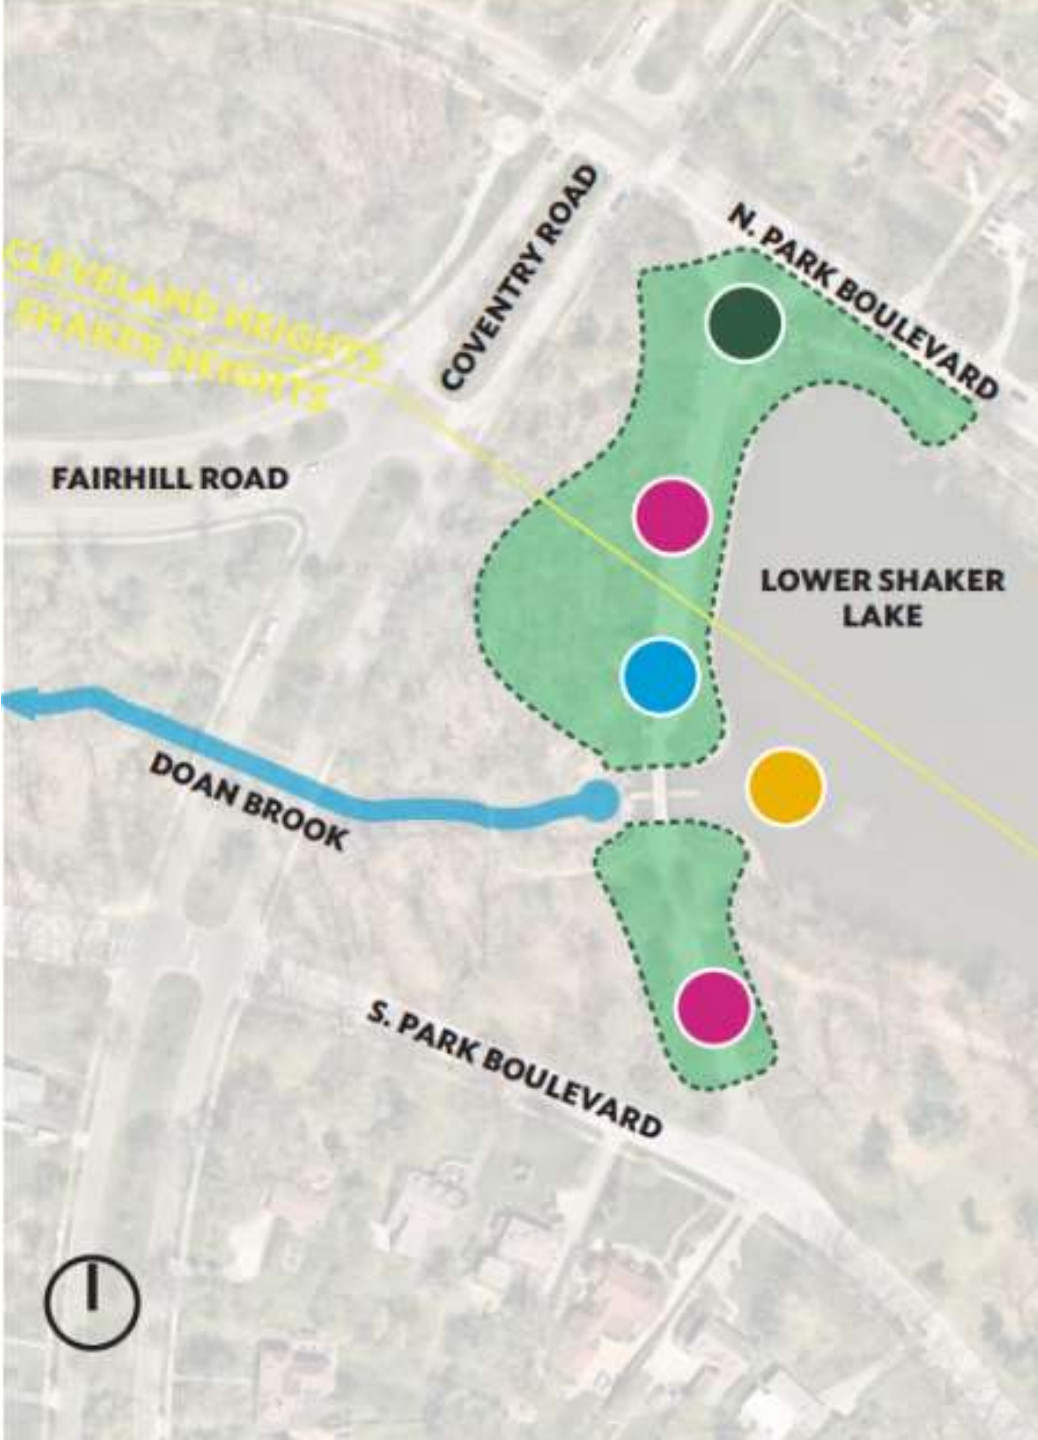 N. PARK BOULEVARD
COVENTRY ROAD
CLEVELAND HEIGHTS
SHAKER HEIGHTS
FAIRHILL ROAD
LOWER SHAKER
LAKE
DOAN BROOK
S. PARK BOULEVARD